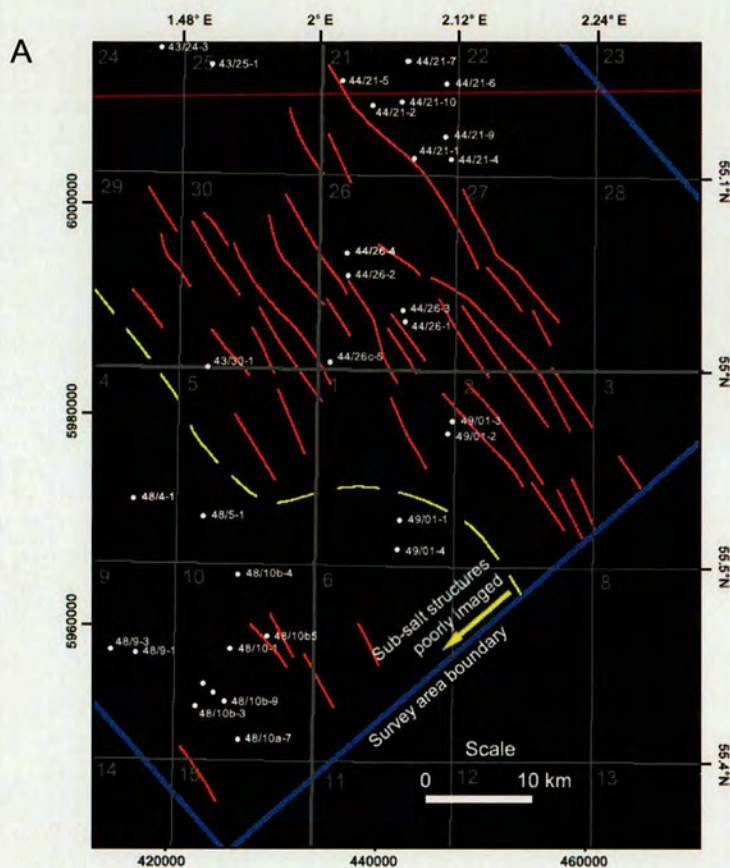 A
1.48° E
2° E
2.12° E
2.24° E
24
43/24-3
25
43/25-1
21
44/21-7
22
23
44/21-5
44/21-6
44/21-10
44/21-2
44/21-9
44/21-1
44/21-4
55.1°N
6000000
29
30
26
27
28
44/26-4
44/26-2
44/26-3
44/26-1
44/26c-5
43/30-1
55°N
4
5
1
2
3
5980000
49/01-3
49/01-2
48/4-1
48/5-1
49/01-1
49/01-4
55.5°N
9
10
6
8
48/10b-4
Sub-salt structures
poorly imaged
Survey area boundary
5960000
48/10b5
48/9-3
48/9-1
48/10-1
48/10b-9
48/10b-3
48/10a-7
Scale
0
10 km
55.4°N
14
15
11
12
13
420000
440000
460000